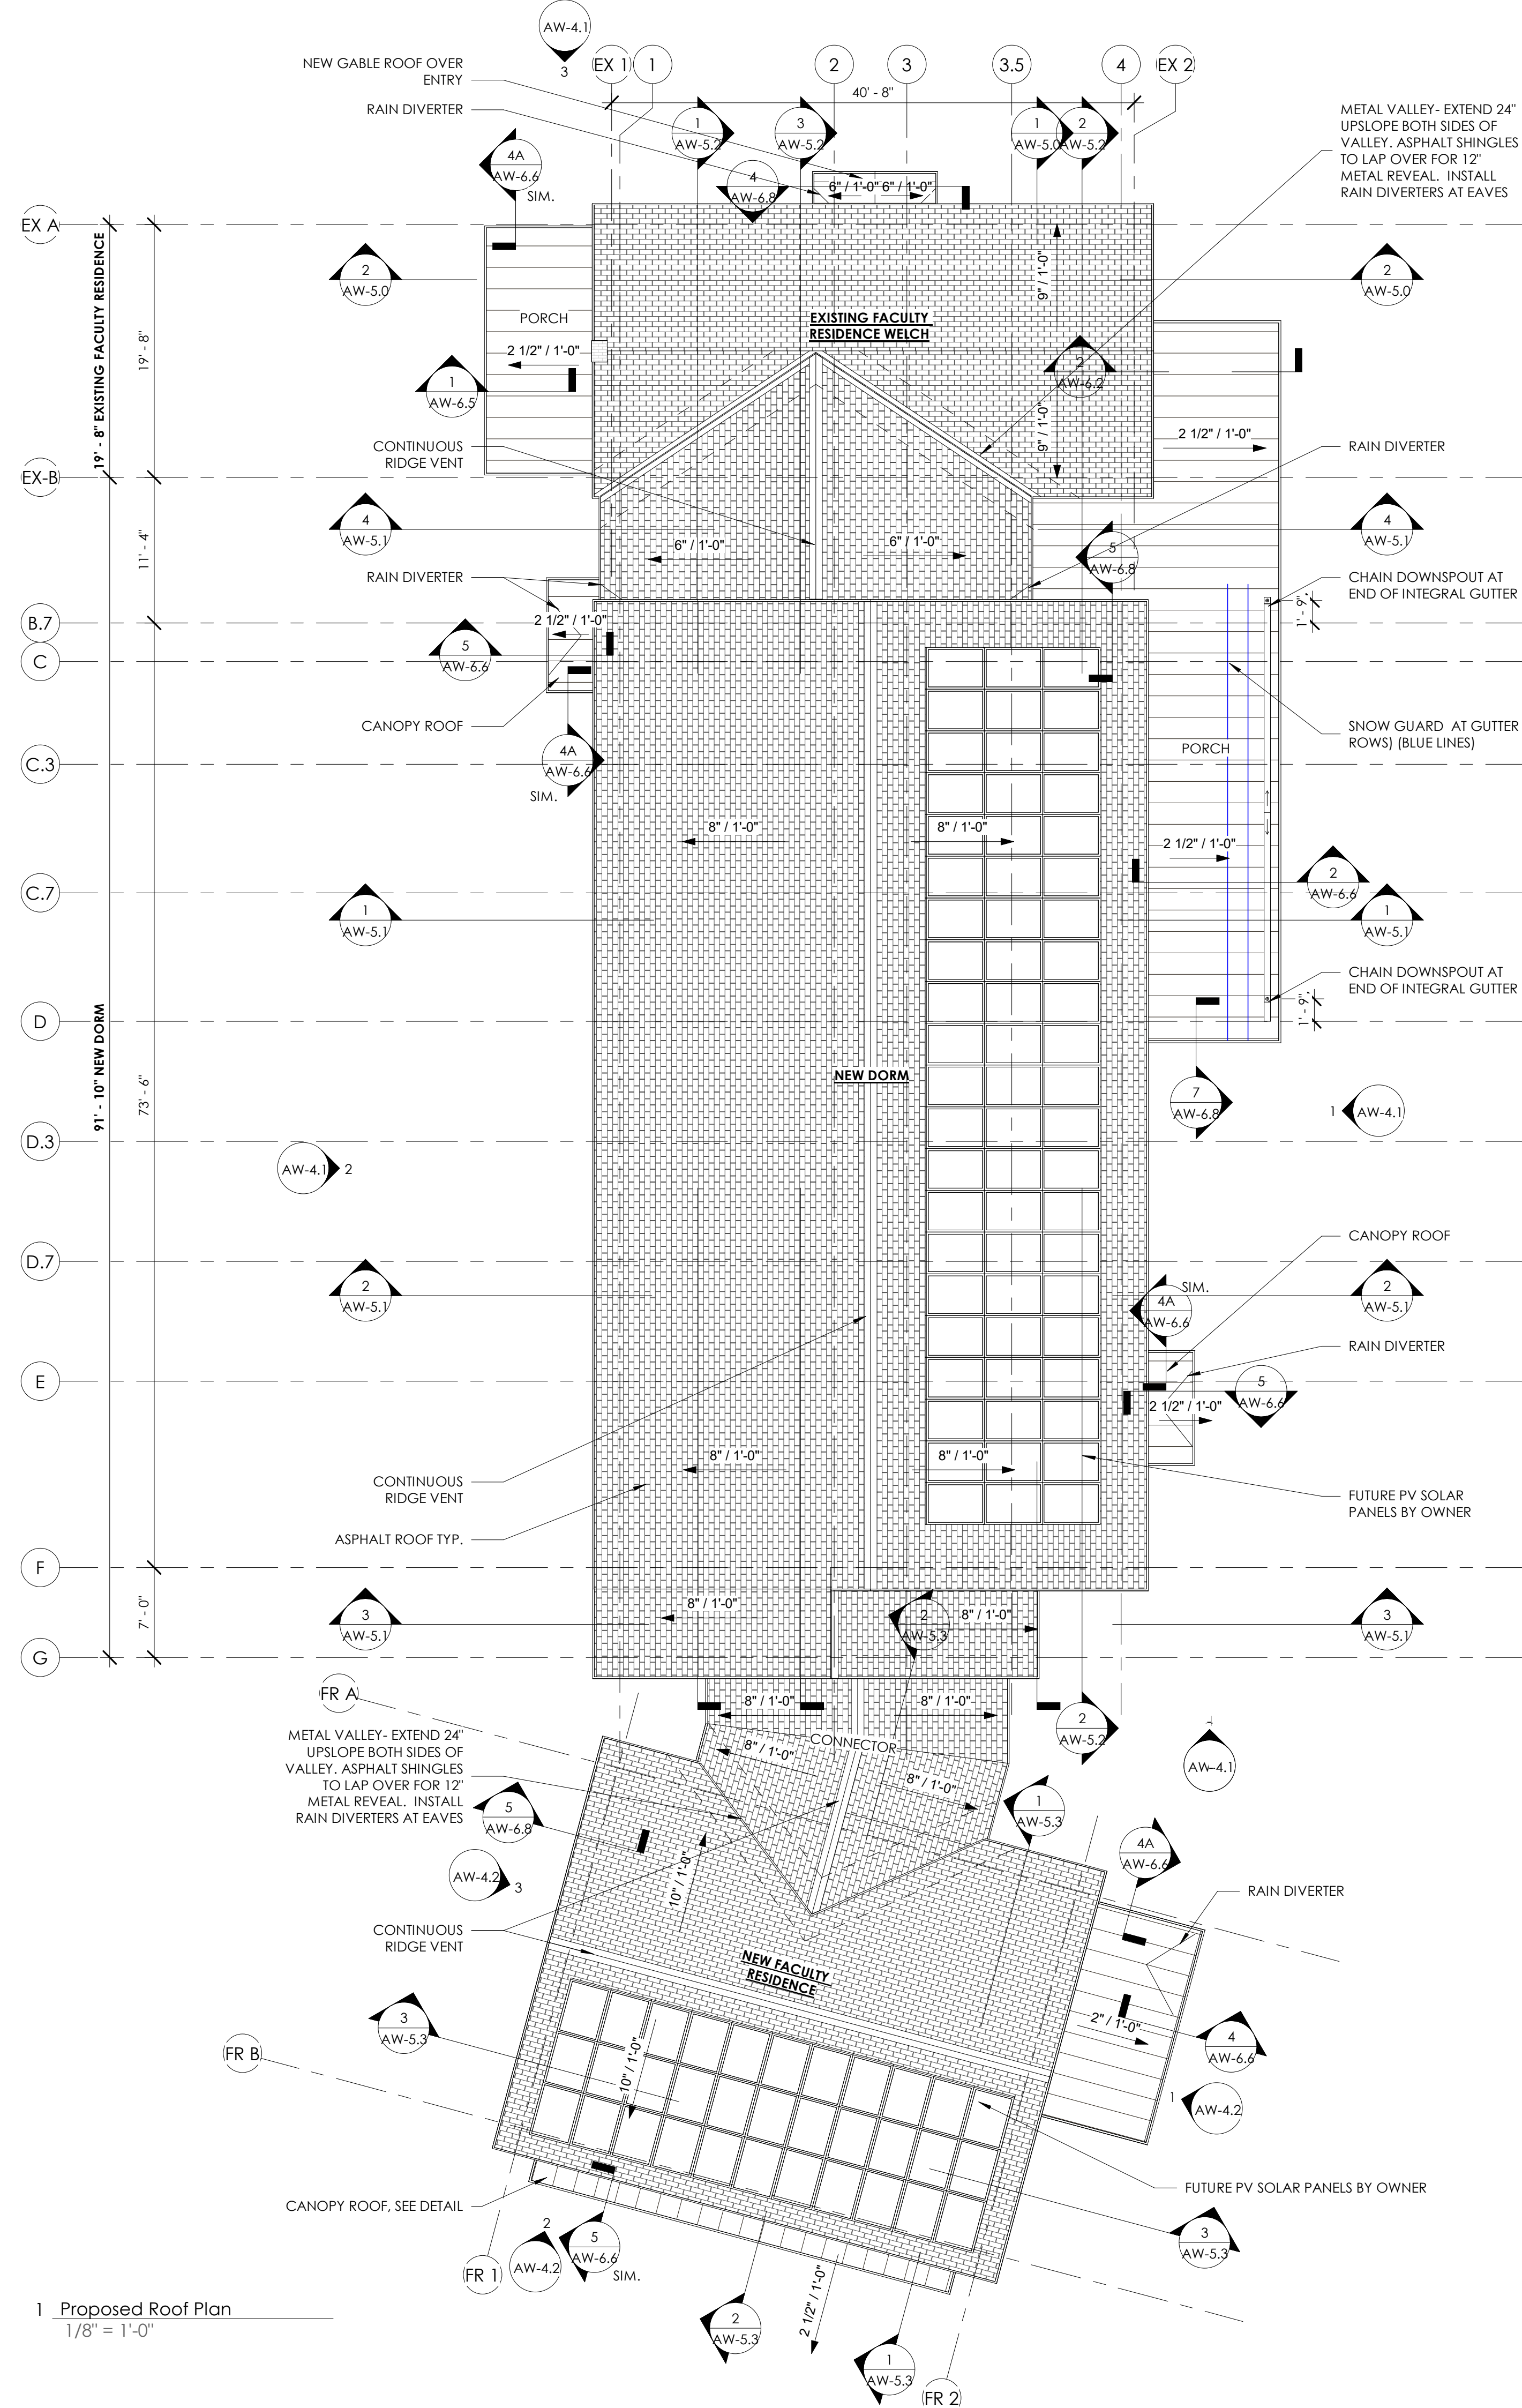 AW-4.1
3
NEW GABLE ROOF OVER
ENTRY
EX 1
1
2
3
3.5
4
EX 2
40' - 8"
RAIN DIVERTER
1
AW-5.2
3
AW-5.2
1
AW-5.0
2
AW-5.2
METAL VALLEY- EXTEND 24"
UPSLOPE BOTH SIDES OF
VALLEY. ASPHALT SHINGLES
TO LAP OVER FOR 12"
METAL REVEAL. INSTALL
RAIN DIVERTERS AT EAVES
4A
AW-6.6
SIM.
4
AW-6.8
6" / 1'-0"
6" / 1'-0"
EX A
19' - 8" EXISTING FACULTY RESIDENCE
19' - 8"
2
AW-5.0
9" / 1'-0"
2
AW-5.0
PORCH
EXISTING FACULTY
RESIDENCE WELCH
2 1/2" / 1'-0"
1
AW-6.5
2
AW-6.2
9" / 1'-0"
2 1/2" / 1'-0"
CONTINUOUS
RIDGE VENT
RAIN DIVERTER
EX-B
11' - 4"
4
AW-5.1
6" / 1'-0"
6" / 1'-0"
4
AW-5.1
5
AW-6.8
RAIN DIVERTER
CHAIN DOWNSPOUT AT
END OF INTEGRAL GUTTER
1' - 9"
B.7
2 1/2" / 1'-0"
5
AW-6.6
C
CANOPY ROOF
SNOW GUARD AT GUTTER
ROWS) (BLUE LINES)
PORCH
C.3
4A
AW-6.6
SIM.
8" / 1'-0"
8" / 1'-0"
2 1/2" / 1'-0"
2
AW-6.6
C.7
1
AW-5.1
1
AW-5.1
CHAIN DOWNSPOUT AT
END OF INTEGRAL GUTTER
1' - 9"
D
91' - 10" NEW DORM
73' - 6"
NEW DORM
7
AW-6.8
1
AW-4.1
D.3
AW-4.1
2
CANOPY ROOF
D.7
2
AW-5.1
SIM.
4A
AW-6.6
2
AW-5.1
RAIN DIVERTER
E
5
AW-6.6
2 1/2" / 1'-0"
8" / 1'-0"
8" / 1'-0"
CONTINUOUS
RIDGE VENT
FUTURE PV SOLAR
PANELS BY OWNER
ASPHALT ROOF TYP.
F
7' - 0"
3
AW-5.1
8" / 1'-0"
2
AW-5.3
8" / 1'-0"
3
AW-5.1
G
FR A
8" / 1'-0"
8" / 1'-0"
2
AW-5.2
METAL VALLEY- EXTEND 24"
UPSLOPE BOTH SIDES OF
VALLEY. ASPHALT SHINGLES
TO LAP OVER FOR 12"
METAL REVEAL. INSTALL
RAIN DIVERTERS AT EAVES
CONNECTOR
8" / 1'-0"
8" / 1'-0"
AW-4.1
5
AW-6.8
1
AW-5.3
4A
AW-6.6
AW-4.2
3
10" / 1'-0"
RAIN DIVERTER
CONTINUOUS
RIDGE VENT
NEW FACULTY
RESIDENCE
3
AW-5.3
2" / 1'-0"
4
AW-6.6
FR B
10" / 1'-0"
1
AW-4.2
FUTURE PV SOLAR PANELS BY OWNER
CANOPY ROOF, SEE DETAIL
2
AW-4.2
5
AW-6.6
SIM.
3
AW-5.3
FR 1
2 1/2" / 1'-0"
2
AW-5.3
1
AW-5.3
FR 2
1 Proposed Roof Plan
1/8" = 1'-0"